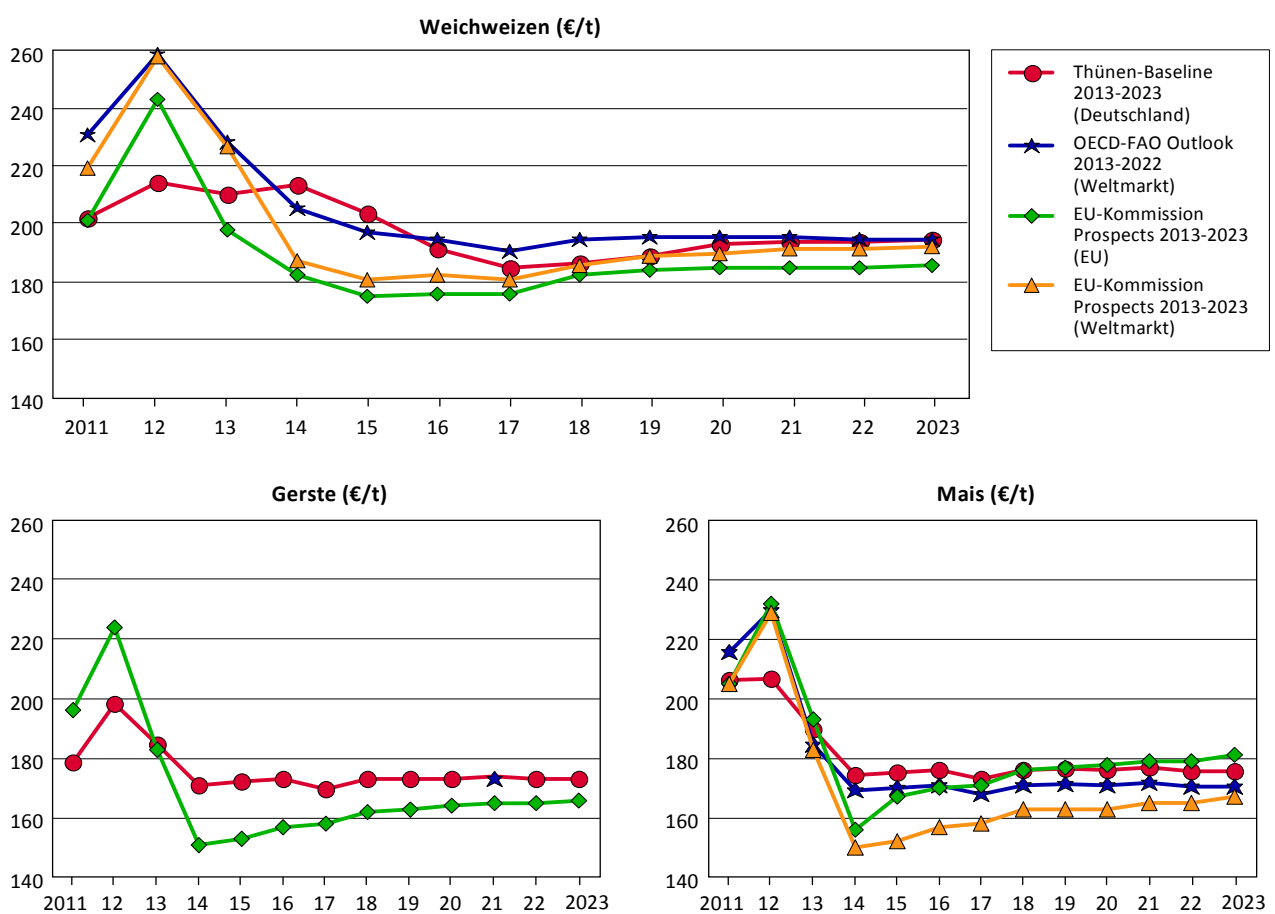 Weichweizen (€/t)
260
240
220
200
180
160
140
2011 12 13 14 15 16 17 18 19 20 21 22 2023
Thünen-Baseline
2013-2023
(Deutschland)
OECD-FAO Outlook
2013-2022
(Weltmarkt)
EU-Kommission
Prospects 2013-2023
(EU)
EU-Kommission
Prospects 2013-2023
(Weltmarkt)
Gerste (€/t)
260
240
220
200
180
160
140
2011 12 13 14 15 16 17 18 19 20 21 22 2023
Mais (€/t)
260
240
220
200
180
160
140
2011 12 13 14 15 16 17 18 19 20 21 22 2023